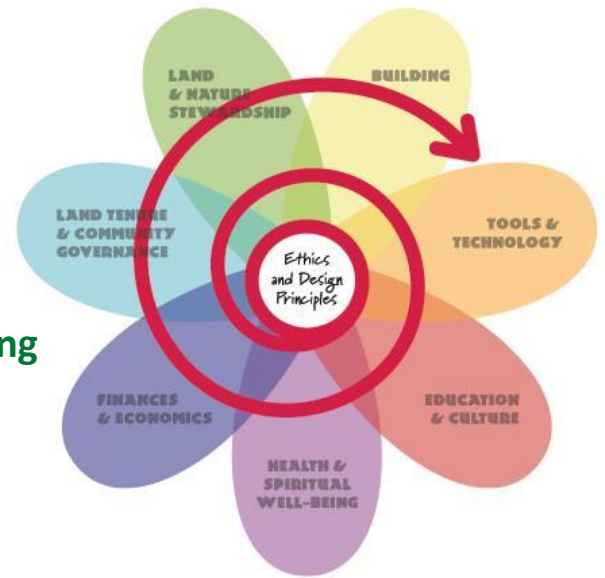 LAND
& NATURE
STEWARDSHIP
BUILDING
TOOLS &
TECHNOLOGY
EDUCATION
& CULTURE
HEALTH &
SPIRITUAL
WELL-BEING
FINANCES
& ECONOMICS
LAND TENURE
& COMMUNITY
GOVERNANCE
Ethics
and Design
Principles
ng